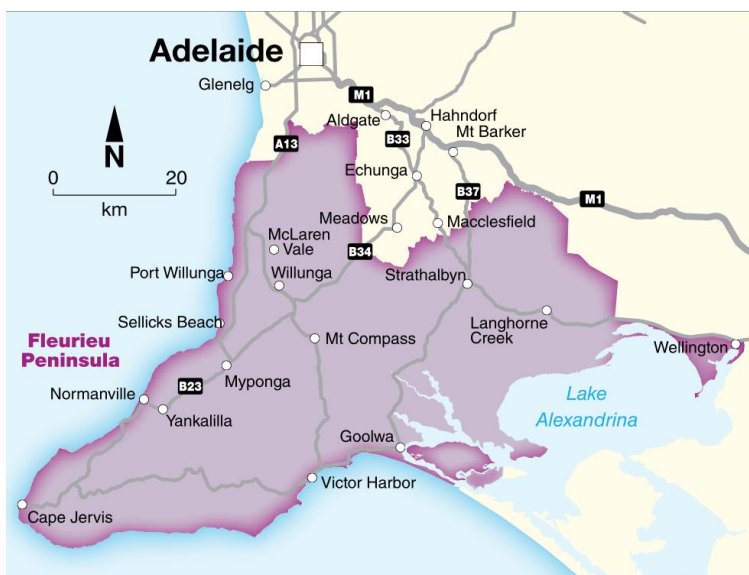 Adelaide
Glenelg
M1
Aldgate
Hahndorf
Mt Barker
B33
A13
N
0
20
km
Echunga
B37
M1
Meadows
Macclesfield
McLaren
Vale
B34
Port Willunga
Willunga
Strathalbyn
Sellicks Beach
Langhorne
Creek
Mt Compass
Fleurieu
Peninsula
Wellington
Myponga
B23
Normanville
Yankalilla
Lake
Alexandrina
Goolwa
Victor Harbor
Cape Jervis